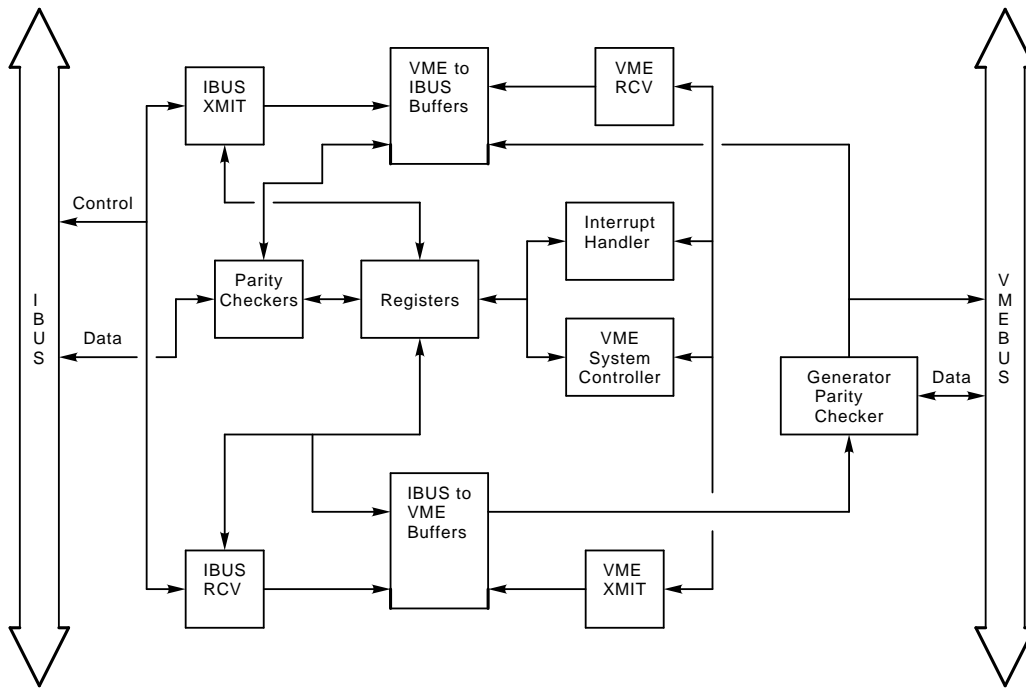 IBUS
XMIT
VME to
IBUS
Buffers
VME
RCV
Control
Interrupt
Handler
Parity
Checkers
Registers
I
B
U
S
V
M
E
B
U
S
Data
VME
System
Controller
Generator
Parity
Checker
Data
IBUS to
VME
Buffers
IBUS
RCV
VME
XMIT